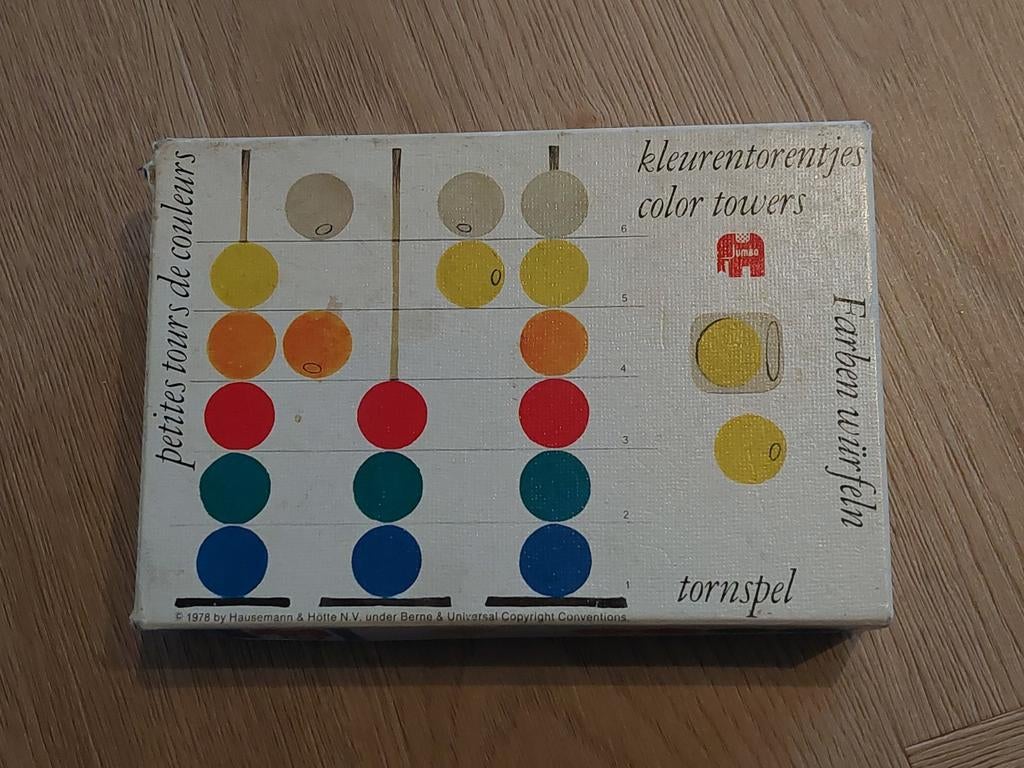 petites tours de couleurs
kleurentorentjes
color towers
Jumbo
Farben würfeln
6
5
4
3
2
1
tornspel
© 1978 by Hausemann & Hötte N.V. under Berne & Universal Copyright Conventions.